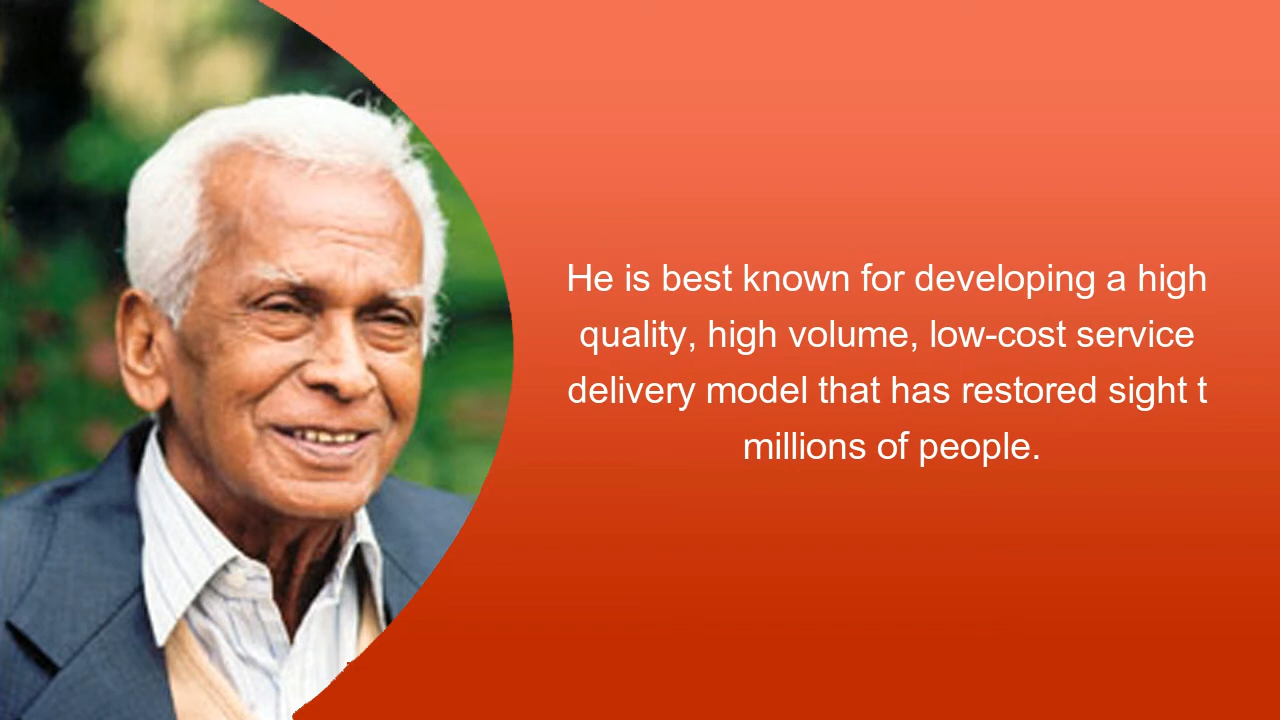 He is best known for developing a high
quality, high volume, low-cost service
delivery model that has restored sight t
millions of people.